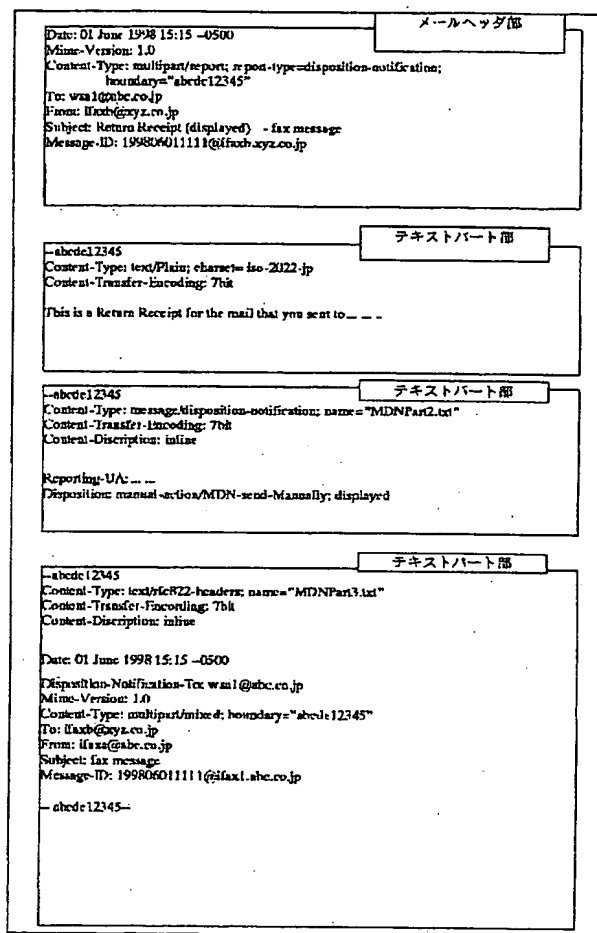 メールヘッダ部
Date: 01 June 1998 15:15 –0500
Mime-Version: 1.0
Content-Type: multipart/report; report-type=disposition-notification;
boundary="abcde12345"
To: wsa1@abc.co.jp
From: ifaxb@xyz.co.jp
Subject: Return Receipt (displayed) - fax message
Message-ID: 199806011111@ifaxb.xyz.co.jp
テキストパート部
--abcde12345
Content-Type: text/Plain; charset= iso-2022-jp
Content-Transfer-Encoding: 7bit
This is a Return Receipt for the mail that you sent to _ _ _
テキストパート部
--abcde12345
Content-Type: message/disposition-notification; name="MDNPart2.txt"
Content-Transfer-Encoding: 7bit
Content-Discription: inline
Reporting-UA: _ _
Disposition: manual-action/MDN-send-Manually; displayed
テキストパート部
--abcde12345
Content-Type: text/rfc822-headers; name="MDNPart3.txt"
Content-Transfer-Encording: 7bit
Content-Discription: inline
Date: 01 June 1998 15:15 –0500
Disposition-Notification-To: wsa1@abc.co.jp
Mime-Version: 1.0
Content-Type: multipart/mixed; boundary="abcde12345"
To: ifaxb@xyz.co.jp
From: ifaxa@abc.co.jp
Subject: fax message
Message-ID: 199806011111@ifax1.abc.co.jp
-- abcde12345--